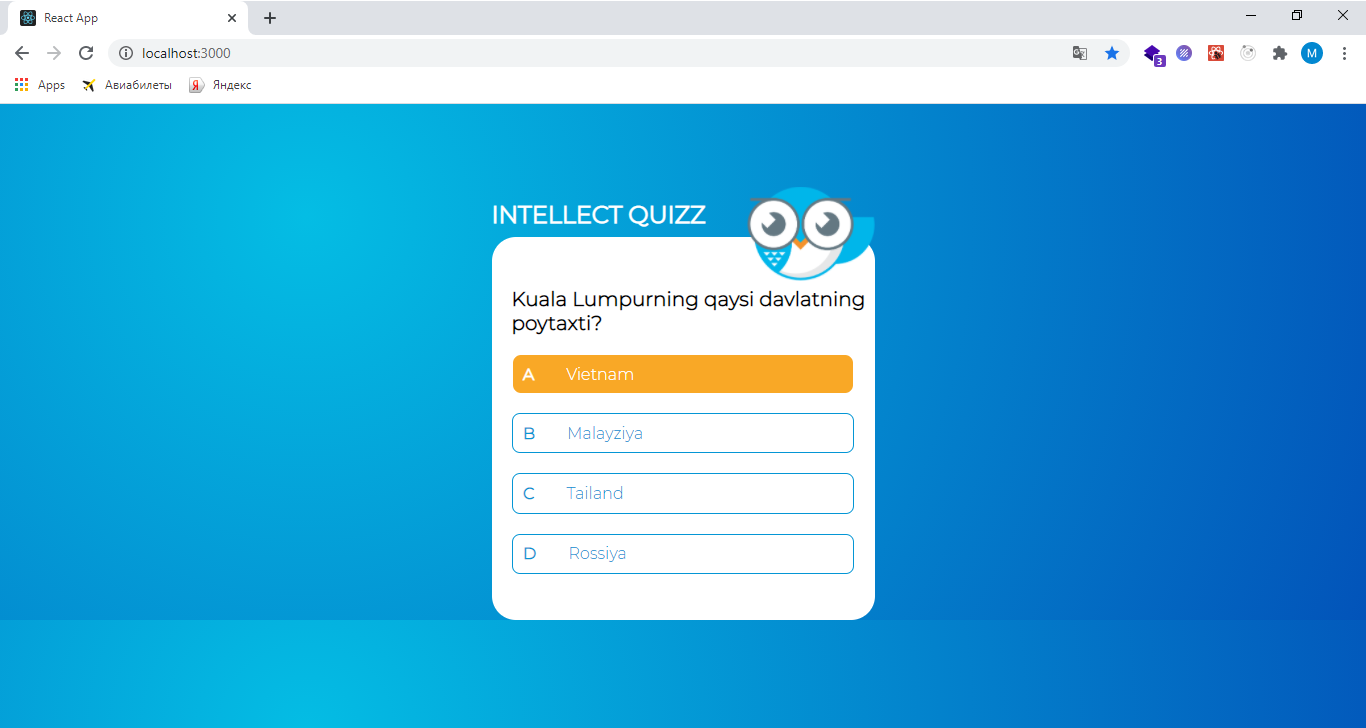 React App
localhost:3000
3
M
Apps Авиабилеты Я Яндекс
INTELLECT QUIZZ
Kuala Lumpurning qaysi davlatning
poytaxti?
A Vietnam
B Malayziya
C Tailand
D Rossiya